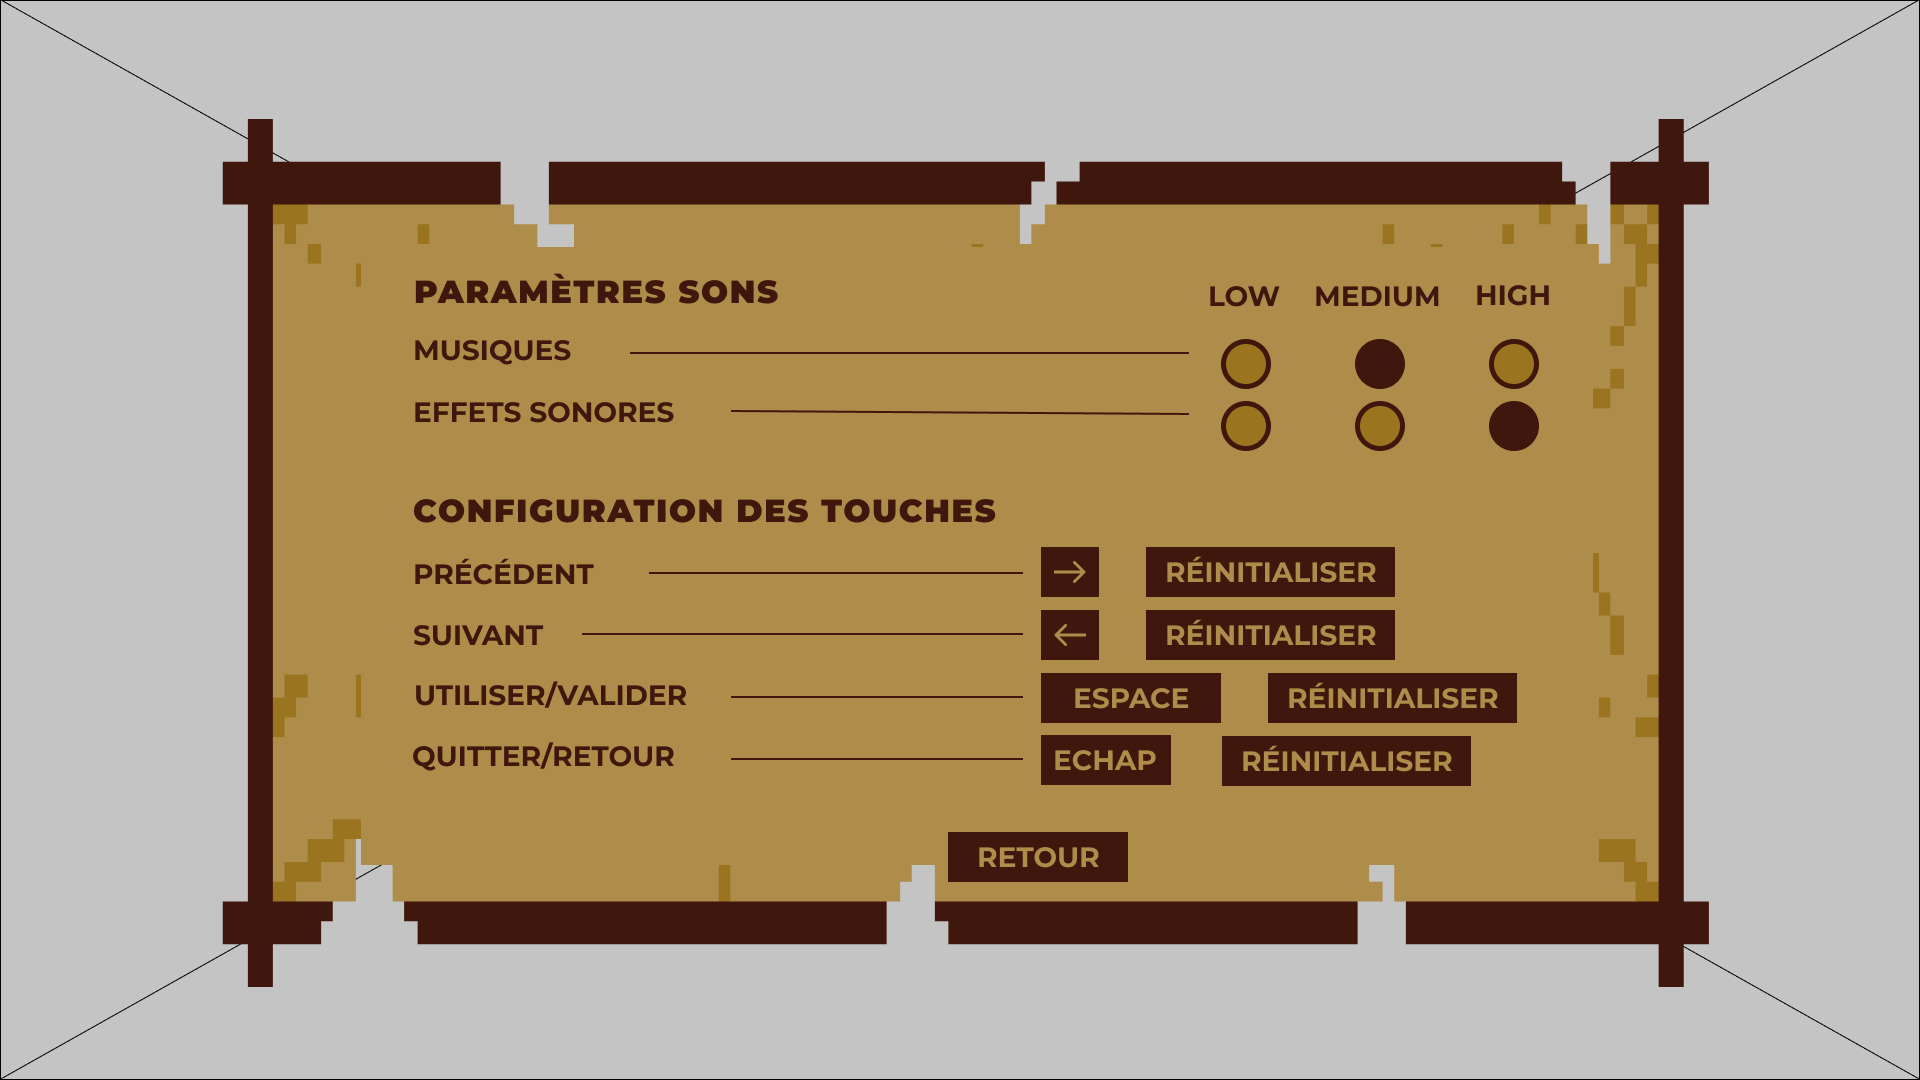 PARAMÈTRES SONS LOW MEDIUM HIGH
MUSIQUES
EFFETS SONORES
CONFIGURATION DES TOUCHES
PRÉCÉDENT → RÉINITIALISER
SUIVANT ← RÉINITIALISER
UTILISER/VALIDER ESPACE RÉINITIALISER
QUITTER/RETOUR ECHAP RÉINITIALISER
RETOUR